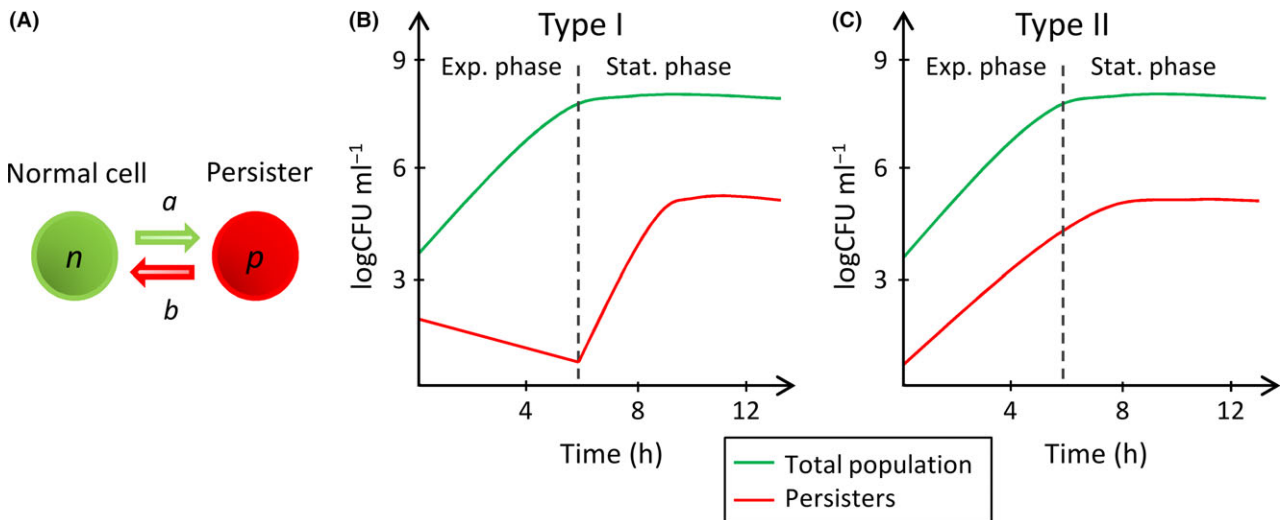 (A)
Normal cell
Persister
a
n
p
b
(B)
Type I
Exp. phase
Stat. phase
9
6
3
logCFU ml⁻¹
4
8
12
Time (h)
(C)
Type II
Exp. phase
Stat. phase
9
6
3
logCFU ml⁻¹
4
8
12
Time (h)
Total population
Persisters